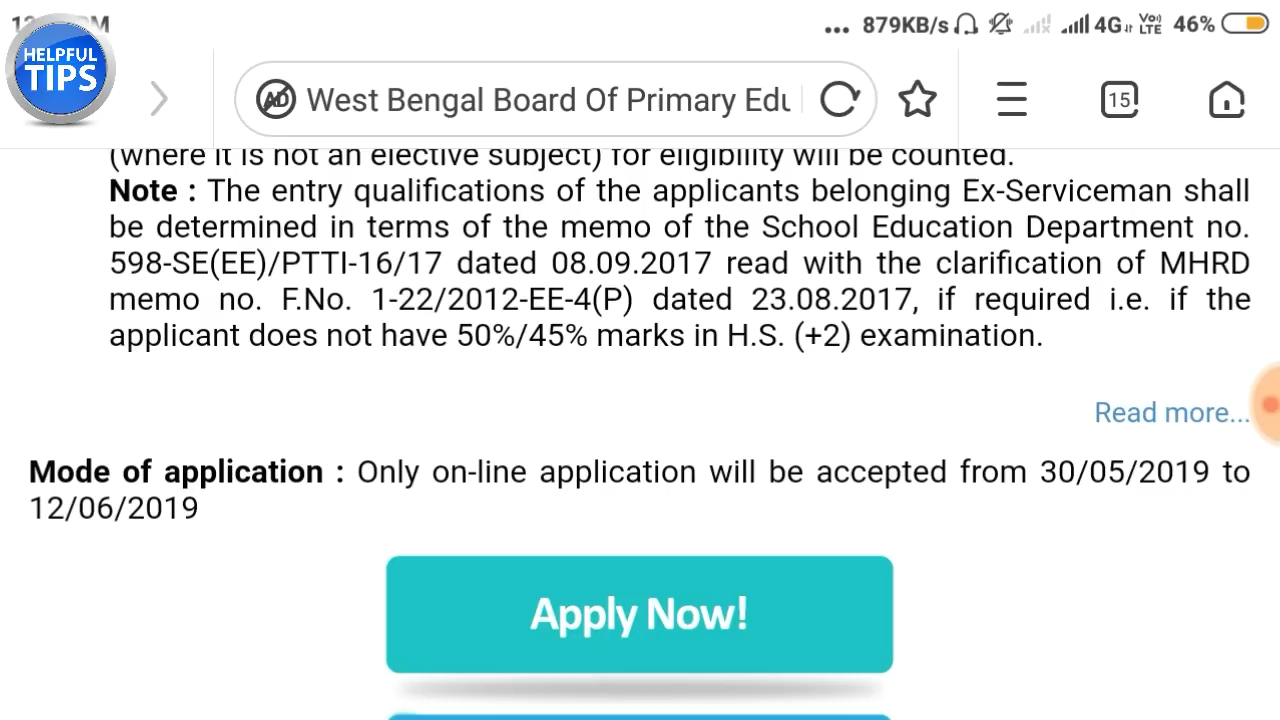 12 M
879KB/s 4G Vo) LTE 46%
HELPFUL
TIPS
AD West Bengal Board Of Primary Edu
15
(where it is not an elective subject) for eligibility will be counted.
Note : The entry qualifications of the applicants belonging Ex-Serviceman shall
be determined in terms of the memo of the School Education Department no.
598-SE(EE)/PTTI-16/17 dated 08.09.2017 read with the clarification of MHRD
memo no. F.No. 1-22/2012-EE-4(P) dated 23.08.2017, if required i.e. if the
applicant does not have 50%/45% marks in H.S. (+2) examination.
Read more...
Mode of application : Only on-line application will be accepted from 30/05/2019 to
12/06/2019
Apply Now!